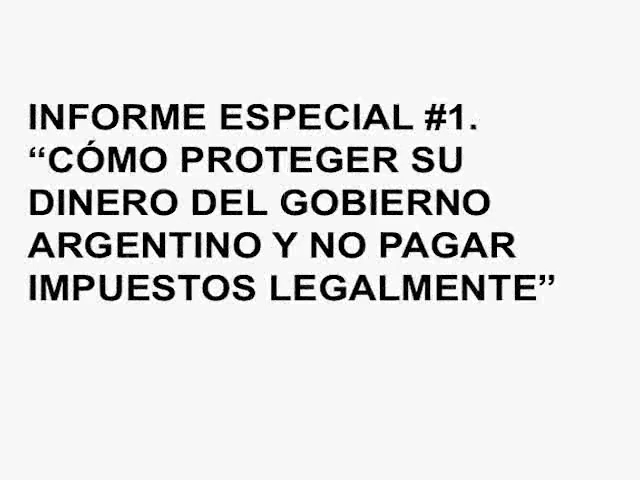 INFORME ESPECIAL #1.
“CÓMO PROTEGER SU
DINERO DEL GOBIERNO
ARGENTINO Y NO PAGAR
IMPUESTOS LEGALMENTE”